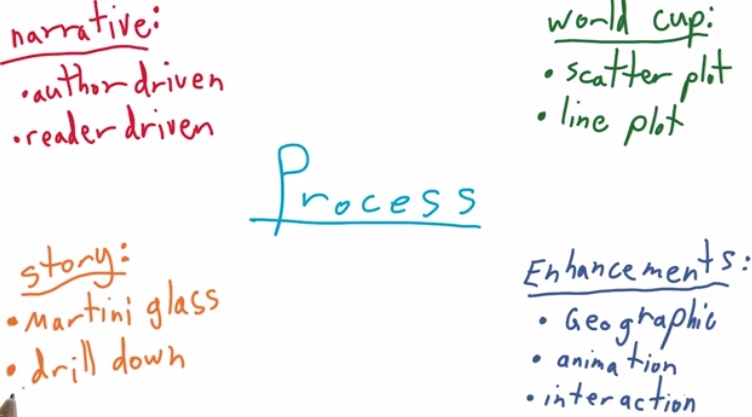 narrative:
• author driven
• reader driven
world cup:
• scatter plot
• line plot
Process
story:
• Martini glass
• drill down
Enhancements:
• Geographic
• animation
• interaction